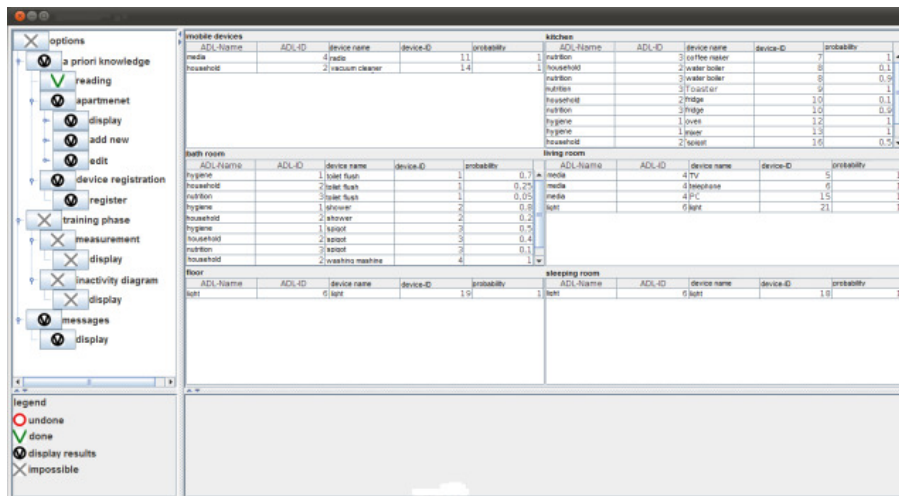 options
a priori knowledge
reading
apartmenet
display
add new
edit
device registration
register
training phase
measurement
display
inactivity diagram
display
messages
display
legend
undone
done
display results
impossible
mobile devices
ADL-Name ADL-ID device name device-ID probability
media 4 radio 11 1
household 2 vacuum cleaner 14 1
kitchen
ADL-Name ADL-ID device name device-ID probability
nutrition 3 coffee maker 7 1
household 2 water boiler 8 0,1
nutrition 3 water boiler 8 0,9
nutrition 3 Toaster 9 1
household 2 fridge 10 0,1
nutrition 3 fridge 10 0,9
hygiene 1 oven 12 1
hygiene 1 mixer 13 1
household 2 spigot 16 0,5
bath room
ADL-Name ADL-ID device name device-ID probability
hygiene 1 toilet flush 1 0,7
household 2 toilet flush 1 0,25
nutrition 3 toilet flush 1 0,05
hygiene 1 shower 2 0,8
household 2 shower 2 0,2
hygiene 1 spigot 3 0,5
household 2 spigot 3 0,4
nutrition 3 spigot 3 0,1
household 2 washing mashine 4 1
living room
ADL-Name ADL-ID device name device-ID probability
media 4 TV 5 1
media 4 telephone 6 1
media 4 PC 15 1
light 6 light 21 1
floor
ADL-Name ADL-ID device name device-ID probability
light 6 light 19 1
sleeping room
ADL-Name ADL-ID device name device-ID probability
light 6 light 18 1